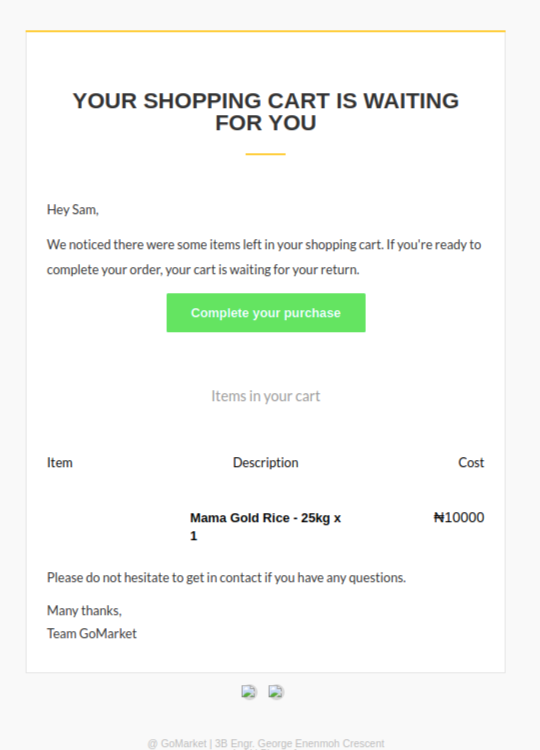 YOUR SHOPPING CART IS WAITING
FOR YOU
Hey Sam,
We noticed there were some items left in your shopping cart. If you're ready to
complete your order, your cart is waiting for your return.
Complete your purchase
Items in your cart
Item Description Cost
Mama Gold Rice - 25kg x ₦10000
1
Please do not hesitate to get in contact if you have any questions.
Many thanks,
Team GoMarket
@ GoMarket | 3B Engr. George Enenmoh Crescent